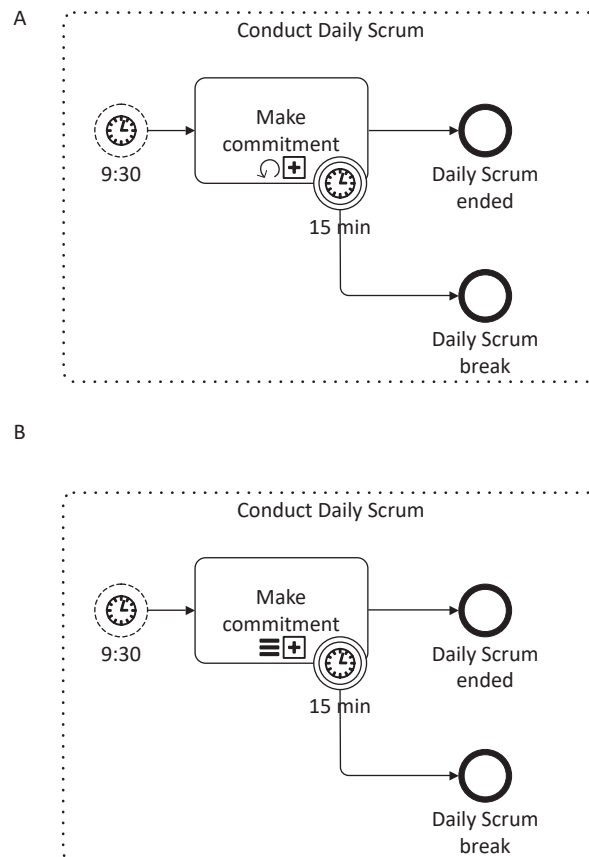 A
Conduct Daily Scrum
Make
commitment
9:30
15 min
Daily Scrum
ended
Daily Scrum
break
B
Conduct Daily Scrum
Make
commitment
9:30
15 min
Daily Scrum
ended
Daily Scrum
break